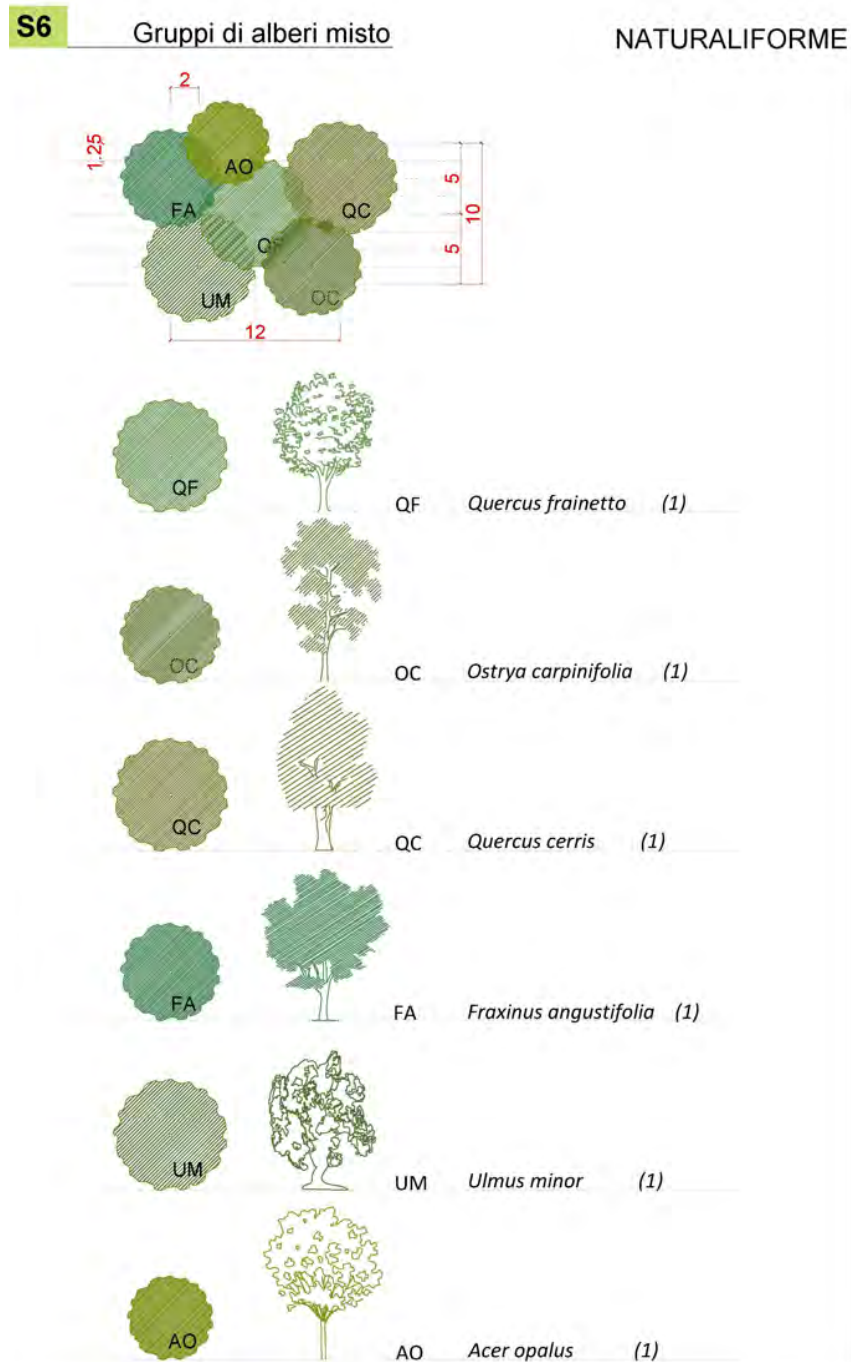 S6 Gruppi di alberi misto NATURALIFORME
2
1.25
AO
FA
QC
QF
UM
OC
5
10
5
12
QF
QF Quercus frainetto (1)
OC
OC Ostrya carpinifolia (1)
QC
QC Quercus cerris (1)
FA
FA Fraxinus angustifolia (1)
UM
UM Ulmus minor (1)
AO
AO Acer opalus (1)